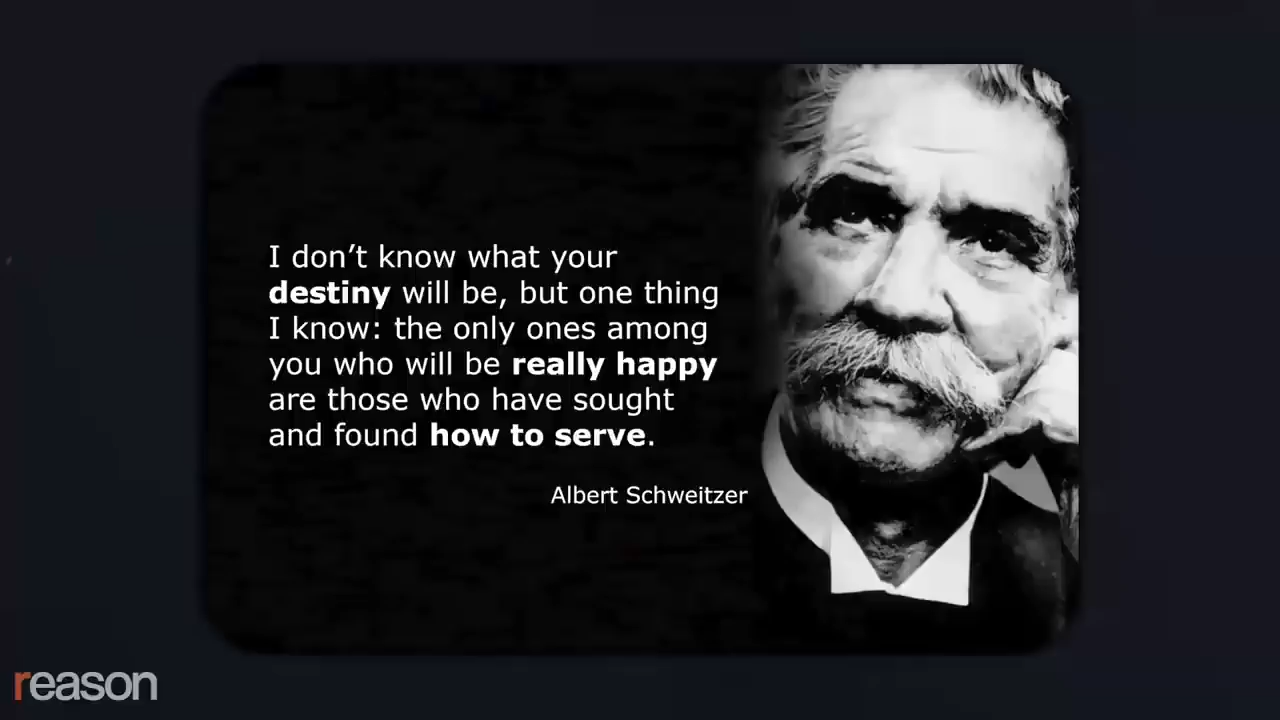 I don’t know what your
destiny will be, but one thing
I know: the only ones among
you who will be really happy
are those who have sought
and found how to serve.
Albert Schweitzer
reason